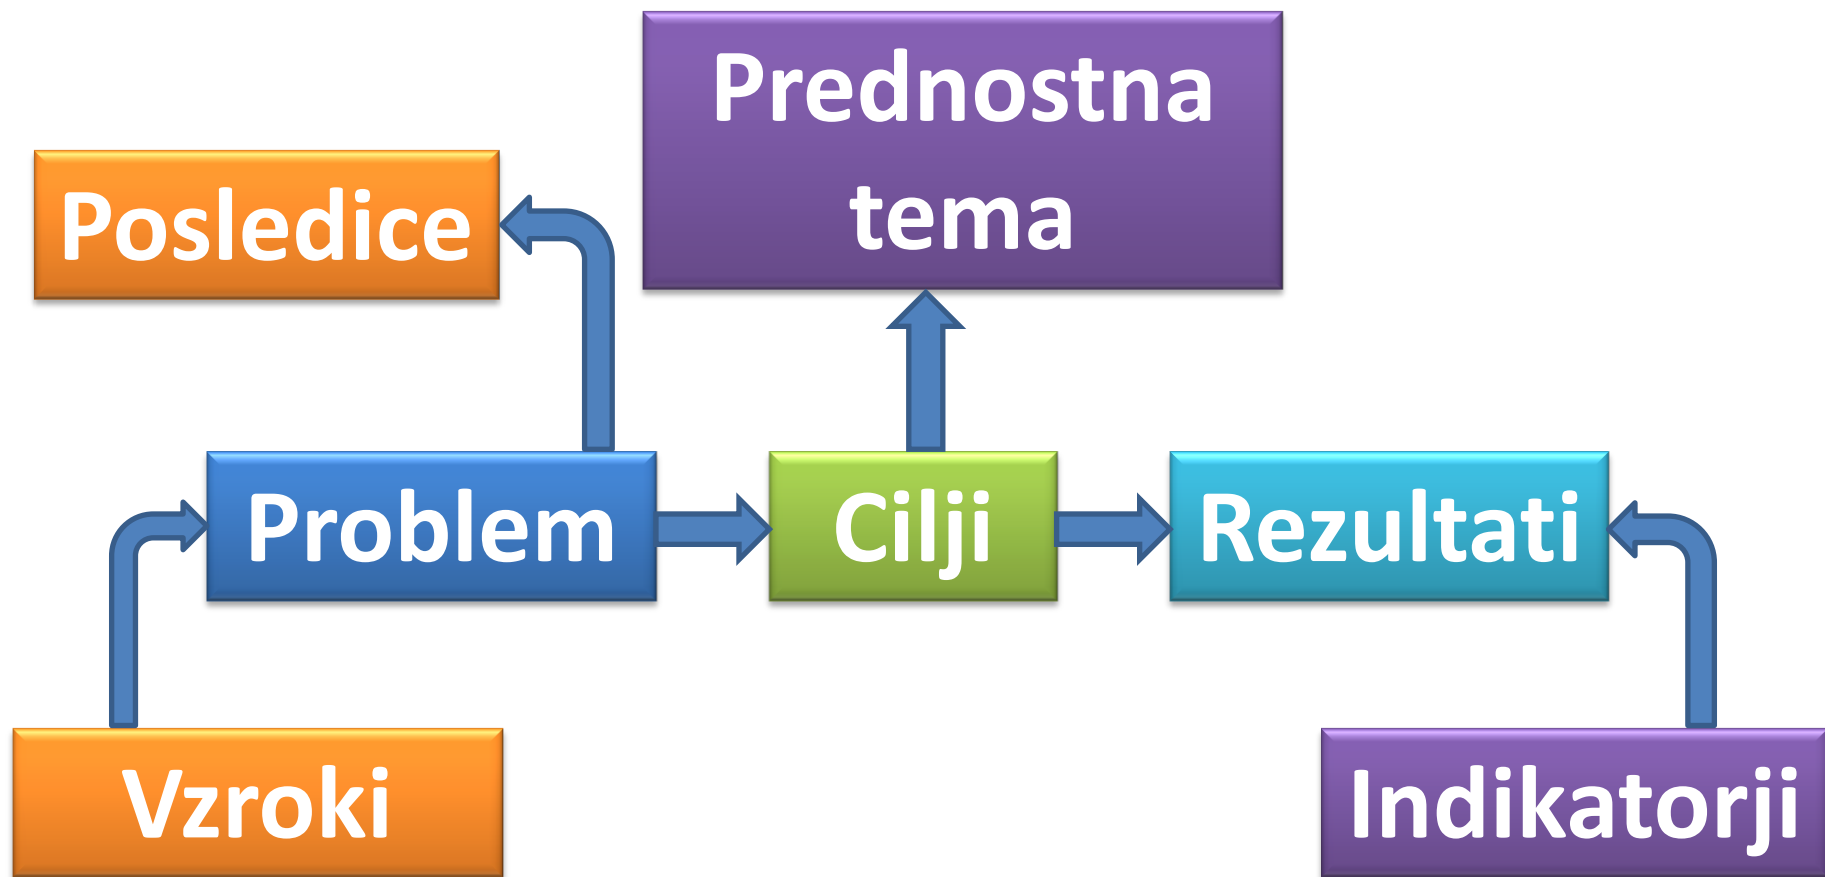 Prednostna
tema
Posledice
Problem
Cilji
Rezultati
Vzroki
Indikatorji